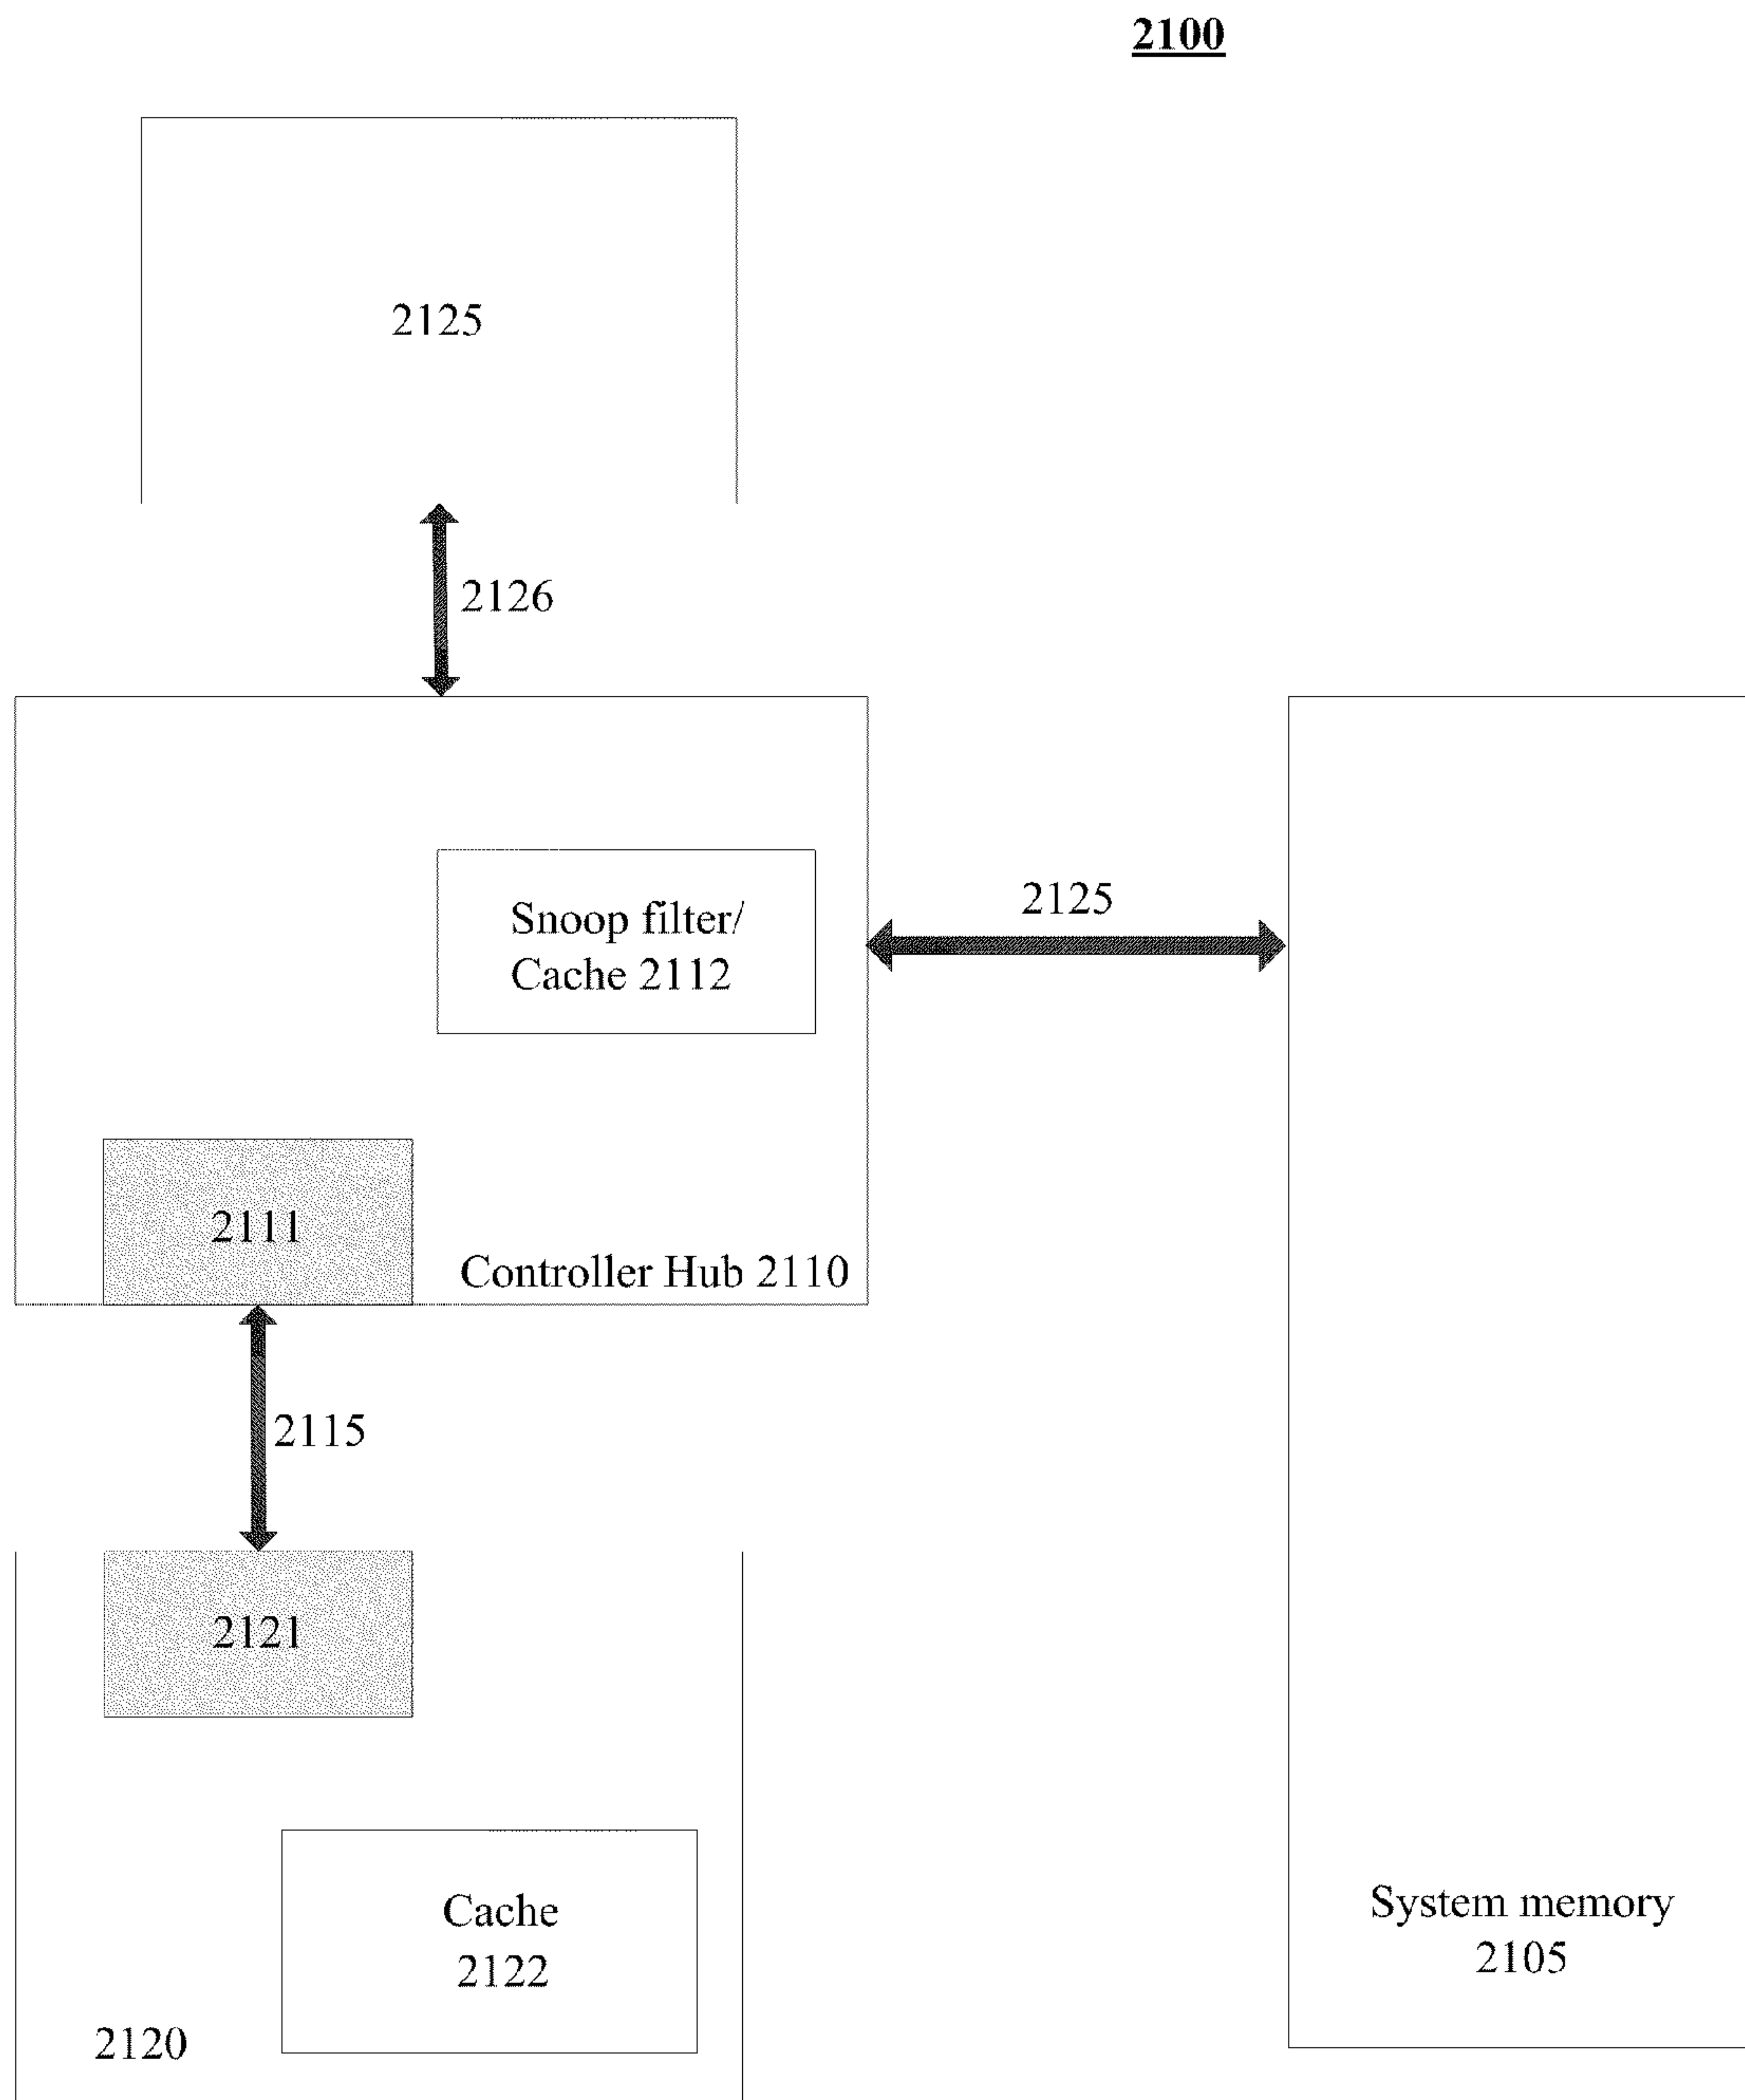 2100
2125
2126
Snoop filter/
Cache 2112
2125
2111
Controller Hub 2110
2115
2121
Cache
2122
2120
System memory
2105